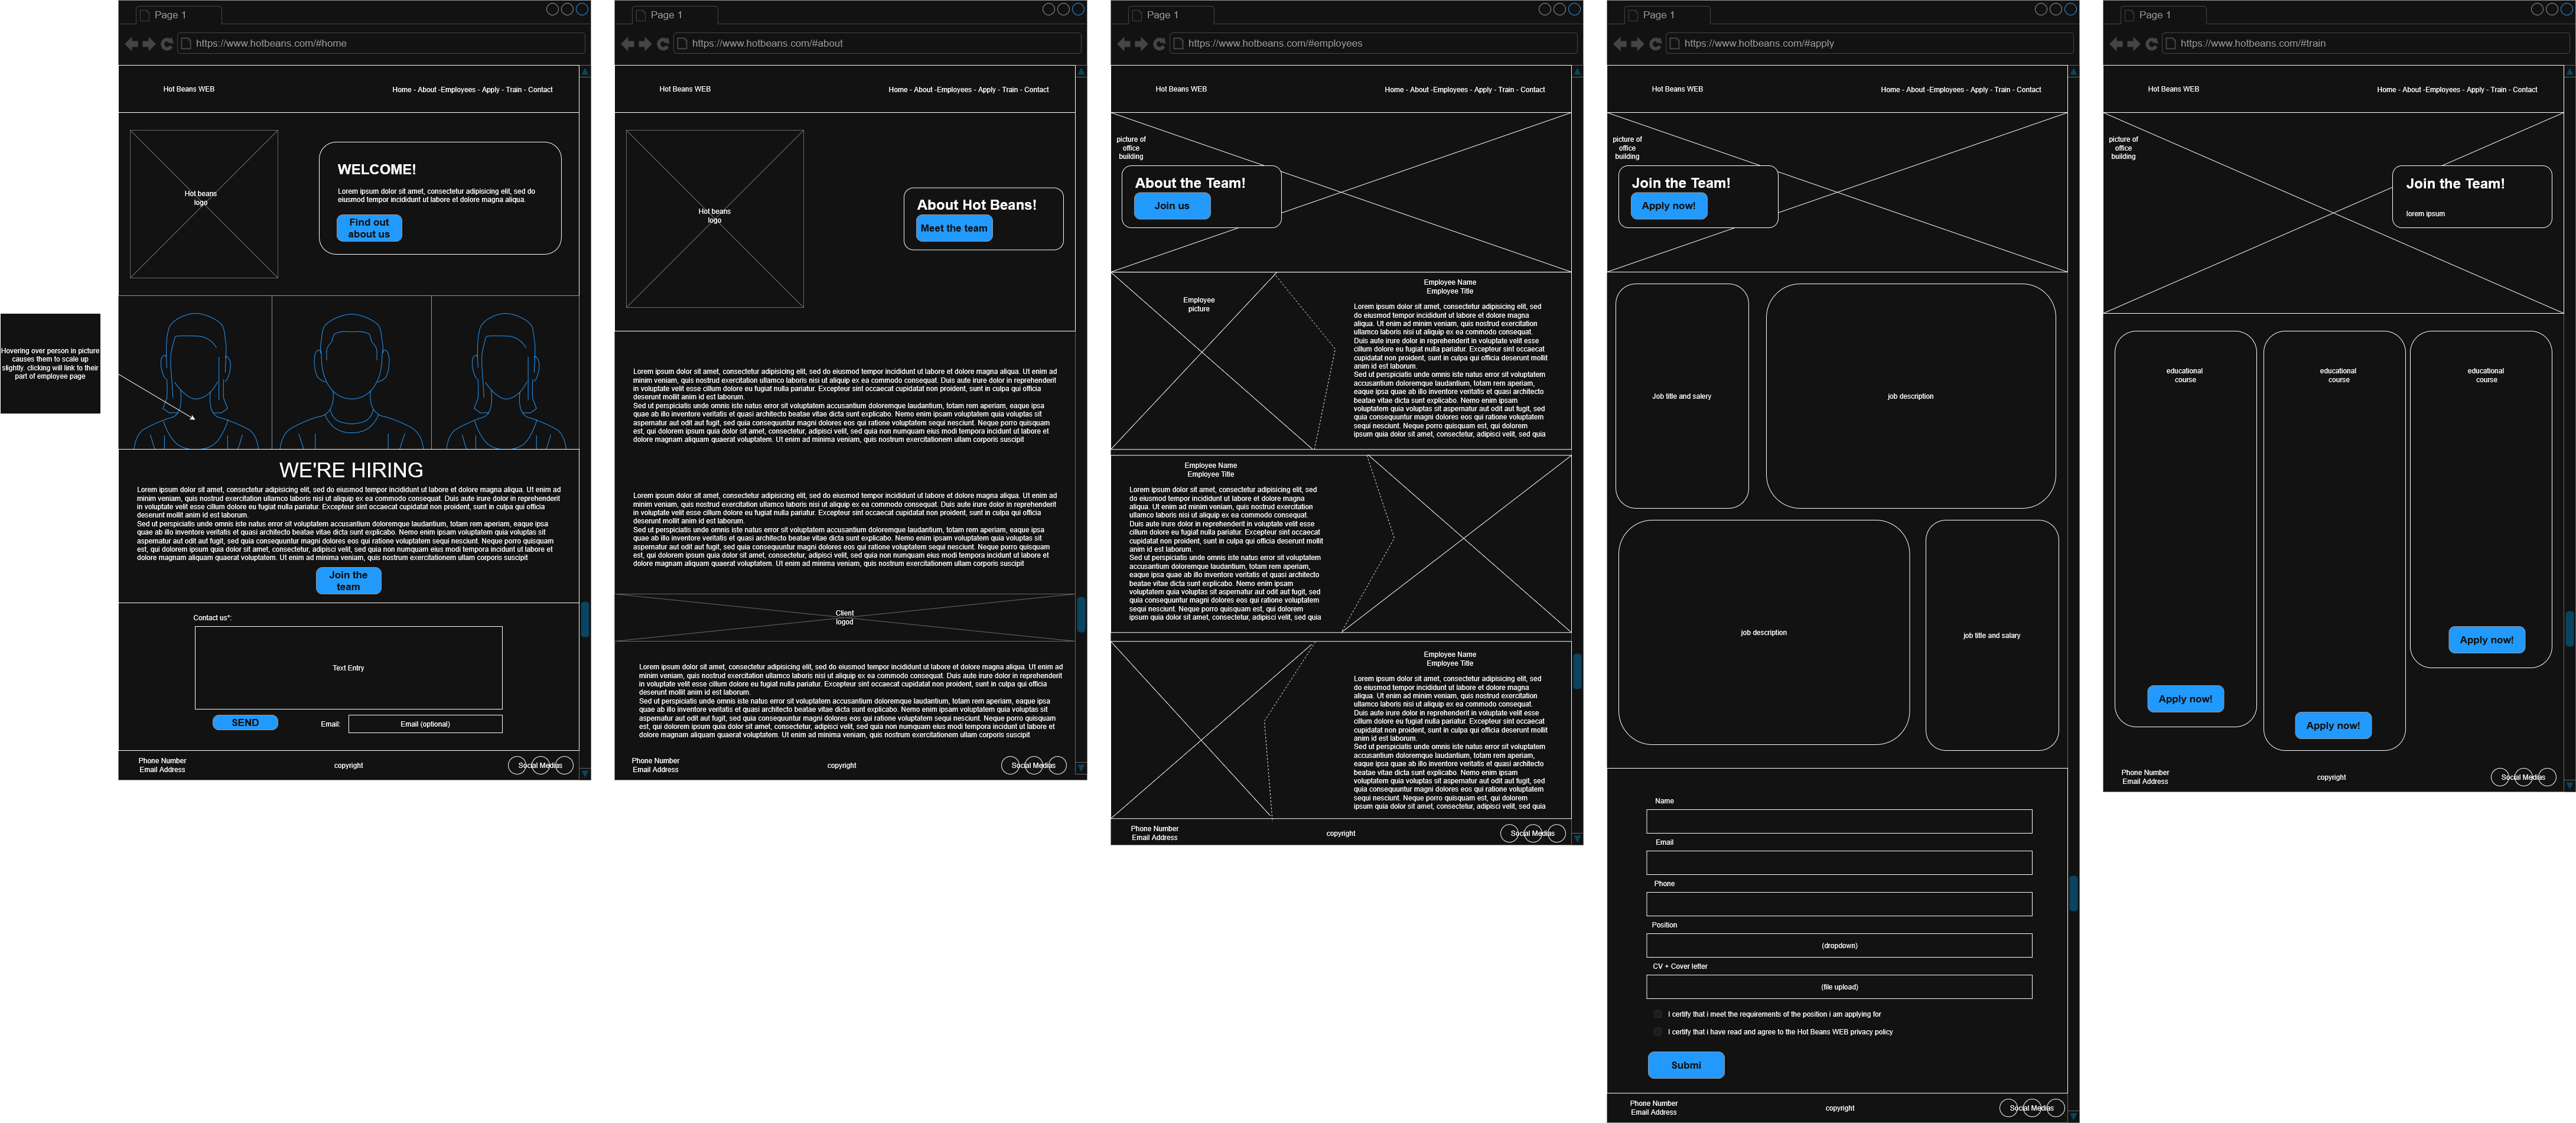 Hovering over person in picture
causes them to scale up
slightly. clicking will link to their
part of employee page
Page 1
https://www.hotbeans.com/#home
Hot Beans WEB
Home - About -Employees - Apply - Train - Contact
Hot beans
logo
WELCOME!
Lorem ipsum dolor sit amet, consectetur adipisicing elit, sed do
eiusmod tempor incididunt ut labore et dolore magna aliqua.
Find out
about us
WE'RE HIRING
Lorem ipsum dolor sit amet, consectetur adipisicing elit, sed do eiusmod tempor incididunt ut labore et dolore magna aliqua. Ut enim ad
minim veniam, quis nostrud exercitation ullamco laboris nisi ut aliquip ex ea commodo consequat. Duis aute irure dolor in reprehenderit
in voluptate velit esse cillum dolore eu fugiat nulla pariatur. Excepteur sint occaecat cupidatat non proident, sunt in culpa qui officia
deserunt mollit anim id est laborum.
Sed ut perspiciatis unde omnis iste natus error sit voluptatem accusantium doloremque laudantium, totam rem aperiam, eaque ipsa
quae ab illo inventore veritatis et quasi architecto beatae vitae dicta sunt explicabo. Nemo enim ipsam voluptatem quia voluptas sit
aspernatur aut odit aut fugit, sed quia consequuntur magni dolores eos qui ratione voluptatem sequi nesciunt. Neque porro quisquam
est, qui dolorem ipsum quia dolor sit amet, consectetur, adipisci velit, sed quia non numquam eius modi tempora incidunt ut labore et
dolore magnam aliquam quaerat voluptatem. Ut enim ad minima veniam, quis nostrum exercitationem ullam corporis suscipit
Join the
team
Contact us*:
Text Entry
SEND
Email:
Email (optional)
Phone Number
Email Address
copyright
Social Medias
Page 1
https://www.hotbeans.com/#about
Hot Beans WEB
Home - About -Employees - Apply - Train - Contact
Hot beans
logo
About Hot Beans!
Meet the team
Lorem ipsum dolor sit amet, consectetur adipisicing elit, sed do eiusmod tempor incididunt ut labore et dolore magna aliqua. Ut enim ad
minim veniam, quis nostrud exercitation ullamco laboris nisi ut aliquip ex ea commodo consequat. Duis aute irure dolor in reprehenderit
in voluptate velit esse cillum dolore eu fugiat nulla pariatur. Excepteur sint occaecat cupidatat non proident, sunt in culpa qui officia
deserunt mollit anim id est laborum.
Sed ut perspiciatis unde omnis iste natus error sit voluptatem accusantium doloremque laudantium, totam rem aperiam, eaque ipsa
quae ab illo inventore veritatis et quasi architecto beatae vitae dicta sunt explicabo. Nemo enim ipsam voluptatem quia voluptas sit
aspernatur aut odit aut fugit, sed quia consequuntur magni dolores eos qui ratione voluptatem sequi nesciunt. Neque porro quisquam
est, qui dolorem ipsum quia dolor sit amet, consectetur, adipisci velit, sed quia non numquam eius modi tempora incidunt ut labore et
dolore magnam aliquam quaerat voluptatem. Ut enim ad minima veniam, quis nostrum exercitationem ullam corporis suscipit
Lorem ipsum dolor sit amet, consectetur adipisicing elit, sed do eiusmod tempor incididunt ut labore et dolore magna aliqua. Ut enim ad
minim veniam, quis nostrud exercitation ullamco laboris nisi ut aliquip ex ea commodo consequat. Duis aute irure dolor in reprehenderit
in voluptate velit esse cillum dolore eu fugiat nulla pariatur. Excepteur sint occaecat cupidatat non proident, sunt in culpa qui officia
deserunt mollit anim id est laborum.
Sed ut perspiciatis unde omnis iste natus error sit voluptatem accusantium doloremque laudantium, totam rem aperiam, eaque ipsa
quae ab illo inventore veritatis et quasi architecto beatae vitae dicta sunt explicabo. Nemo enim ipsam voluptatem quia voluptas sit
aspernatur aut odit aut fugit, sed quia consequuntur magni dolores eos qui ratione voluptatem sequi nesciunt. Neque porro quisquam
est, qui dolorem ipsum quia dolor sit amet, consectetur, adipisci velit, sed quia non numquam eius modi tempora incidunt ut labore et
dolore magnam aliquam quaerat voluptatem. Ut enim ad minima veniam, quis nostrum exercitationem ullam corporis suscipit
Client
logod
Lorem ipsum dolor sit amet, consectetur adipisicing elit, sed do eiusmod tempor incididunt ut labore et dolore magna aliqua. Ut enim ad
minim veniam, quis nostrud exercitation ullamco laboris nisi ut aliquip ex ea commodo consequat. Duis aute irure dolor in reprehenderit
in voluptate velit esse cillum dolore eu fugiat nulla pariatur. Excepteur sint occaecat cupidatat non proident, sunt in culpa qui officia
deserunt mollit anim id est laborum.
Sed ut perspiciatis unde omnis iste natus error sit voluptatem accusantium doloremque laudantium, totam rem aperiam, eaque ipsa
quae ab illo inventore veritatis et quasi architecto beatae vitae dicta sunt explicabo. Nemo enim ipsam voluptatem quia voluptas sit
aspernatur aut odit aut fugit, sed quia consequuntur magni dolores eos qui ratione voluptatem sequi nesciunt. Neque porro quisquam
est, qui dolorem ipsum quia dolor sit amet, consectetur, adipisci velit, sed quia non numquam eius modi tempora incidunt ut labore et
dolore magnam aliquam quaerat voluptatem. Ut enim ad minima veniam, quis nostrum exercitationem ullam corporis suscipit
Phone Number
Email Address
copyright
Social Medias
Page 1
https://www.hotbeans.com/#employees
Hot Beans WEB
Home - About -Employees - Apply - Train - Contact
picture of
office
building
About the Team!
Join us
Employee
picture
Employee Name
Employee Title
Lorem ipsum dolor sit amet, consectetur adipisicing elit, sed
do eiusmod tempor incididunt ut labore et dolore magna
aliqua. Ut enim ad minim veniam, quis nostrud exercitation
ullamco laboris nisi ut aliquip ex ea commodo consequat.
Duis aute irure dolor in reprehenderit in voluptate velit esse
cillum dolore eu fugiat nulla pariatur. Excepteur sint occaecat
cupidatat non proident, sunt in culpa qui officia deserunt mollit
anim id est laborum.
Sed ut perspiciatis unde omnis iste natus error sit voluptatem
accusantium doloremque laudantium, totam rem aperiam,
eaque ipsa quae ab illo inventore veritatis et quasi architecto
beatae vitae dicta sunt explicabo. Nemo enim ipsam
voluptatem quia voluptas sit aspernatur aut odit aut fugit, sed
quia consequuntur magni dolores eos qui ratione voluptatem
sequi nesciunt. Neque porro quisquam est, qui dolorem
ipsum quia dolor sit amet, consectetur, adipisci velit, sed quia
Employee Name
Employee Title
Lorem ipsum dolor sit amet, consectetur adipisicing elit, sed
do eiusmod tempor incididunt ut labore et dolore magna
aliqua. Ut enim ad minim veniam, quis nostrud exercitation
ullamco laboris nisi ut aliquip ex ea commodo consequat.
Duis aute irure dolor in reprehenderit in voluptate velit esse
cillum dolore eu fugiat nulla pariatur. Excepteur sint occaecat
cupidatat non proident, sunt in culpa qui officia deserunt mollit
anim id est laborum.
Sed ut perspiciatis unde omnis iste natus error sit voluptatem
accusantium doloremque laudantium, totam rem aperiam,
eaque ipsa quae ab illo inventore veritatis et quasi architecto
beatae vitae dicta sunt explicabo. Nemo enim ipsam
voluptatem quia voluptas sit aspernatur aut odit aut fugit, sed
quia consequuntur magni dolores eos qui ratione voluptatem
sequi nesciunt. Neque porro quisquam est, qui dolorem
ipsum quia dolor sit amet, consectetur, adipisci velit, sed quia
Employee Name
Employee Title
Lorem ipsum dolor sit amet, consectetur adipisicing elit, sed
do eiusmod tempor incididunt ut labore et dolore magna
aliqua. Ut enim ad minim veniam, quis nostrud exercitation
ullamco laboris nisi ut aliquip ex ea commodo consequat.
Duis aute irure dolor in reprehenderit in voluptate velit esse
cillum dolore eu fugiat nulla pariatur. Excepteur sint occaecat
cupidatat non proident, sunt in culpa qui officia deserunt mollit
anim id est laborum.
Sed ut perspiciatis unde omnis iste natus error sit voluptatem
accusantium doloremque laudantium, totam rem aperiam,
eaque ipsa quae ab illo inventore veritatis et quasi architecto
beatae vitae dicta sunt explicabo. Nemo enim ipsam
voluptatem quia voluptas sit aspernatur aut odit aut fugit, sed
quia consequuntur magni dolores eos qui ratione voluptatem
sequi nesciunt. Neque porro quisquam est, qui dolorem
ipsum quia dolor sit amet, consectetur, adipisci velit, sed quia
Phone Number
Email Address
copyright
Social Medias
Page 1
https://www.hotbeans.com/#apply
Hot Beans WEB
Home - About -Employees - Apply - Train - Contact
picture of
office
building
Join the Team!
Apply now!
Job title and salery
job description
job description
job title and salary
Name
Email
Phone
Position
(dropdown)
CV + Cover letter
(file upload)
I certify that i meet the requirements of the position i am applying for
I certify that i have read and agree to the Hot Beans WEB privacy policy
Submi
Phone Number
Email Address
copyright
Social Medias
Page 1
https://www.hotbeans.com/#train
Hot Beans WEB
Home - About -Employees - Apply - Train - Contact
picture of
office
building
Join the Team!
lorem ipsum
educational
course
Apply now!
educational
course
Apply now!
educational
course
Apply now!
Phone Number
Email Address
copyright
Social Medias